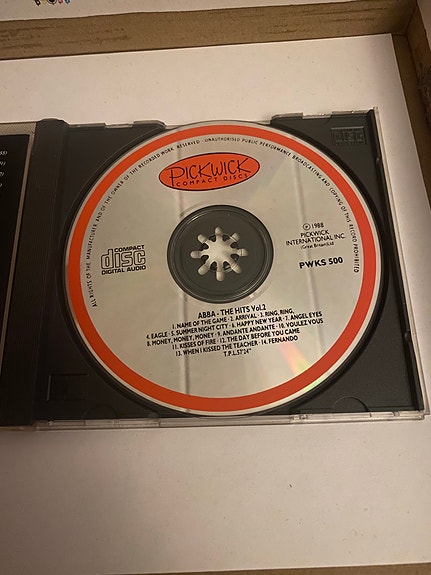 ALL RIGHTS OF THE MANUFACTURER AND OF THE OWNER OF THE RECORDED WORK RESERVED · UNAUTHORISED PUBLIC PERFORMANCE BROADCASTING AND COPYING OF THIS RECORD PROHIBITED
PICKWICK
COMPACT DISCS
COMPACT
disc
DIGITAL AUDIO
℗ 1988
PICKWICK
INTERNATIONAL INC.
(Great Britain) Ltd
PWKS 500
ABBA - THE HITS Vol.2
1. NAME OF THE GAME · 2. ARRIVAL · 3. RING, RING,
4. EAGLE · 5. SUMMER NIGHT CITY · 6. HAPPY NEW YEAR · 7. ANGEL EYES
8. MONEY, MONEY, MONEY · 9. ANDANTE ANDANTE · 10. VOULEZ VOUS
11. KISSES OF FIRE · 12. THE DAY BEFORE YOU CAME
13. WHEN I KISSED THE TEACHER · 14. FERNANDO
T.P.L.57'24"